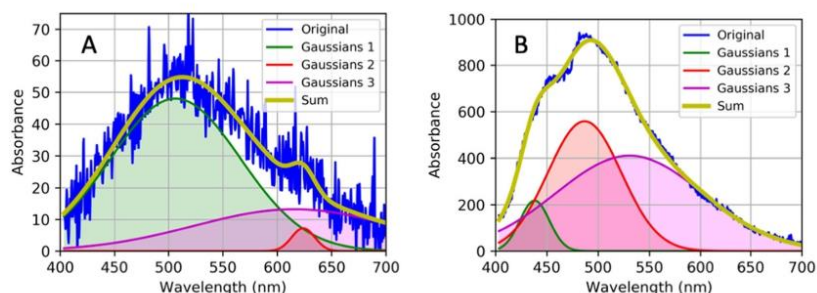 A
Original
Gaussians 1
Gaussians 2
Gaussians 3
Sum
Absorbance
70
60
50
40
30
20
10
0
400 450 500 550 600 650 700
Wavelength (nm)
B
Original
Gaussians 1
Gaussians 2
Gaussians 3
Sum
Absorbance
1000
800
600
400
200
0
400 450 500 550 600 650 700
Wavelength (nm)